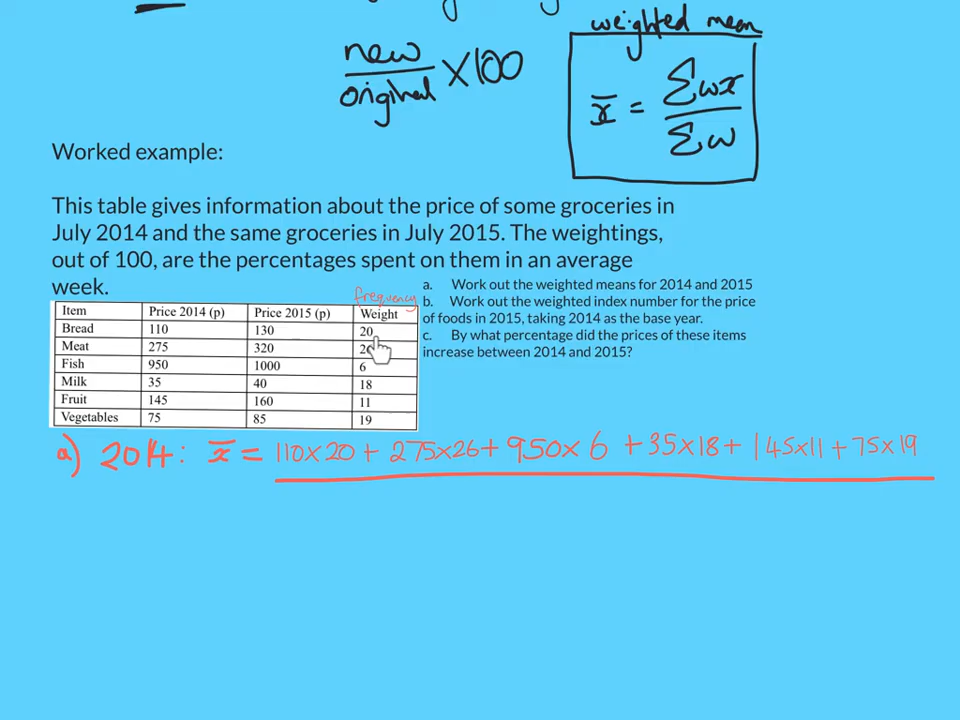 weighted mean
new
original ×100
x̄ = Σwx
Σw
Worked example:
This table gives information about the price of some groceries in
July 2014 and the same groceries in July 2015. The weightings,
out of 100, are the percentages spent on them in an average
week.
a. Work out the weighted means for 2014 and 2015
b. Work out the weighted index number for the price
of foods in 2015, taking 2014 as the base year.
c. By what percentage did the prices of these items
increase between 2014 and 2015?
frequency
Item Price 2014 (p) Price 2015 (p) Weight
Bread 110 130 20
Meat 275 320
Fish 950 1000 6
Milk 35 40 18
Fruit 145 160 11
Vegetables 75 85 19
a) 2014: x̄ = 110×20 + 275×26 + 950×6 + 35×18 + 145×11 + 75×19